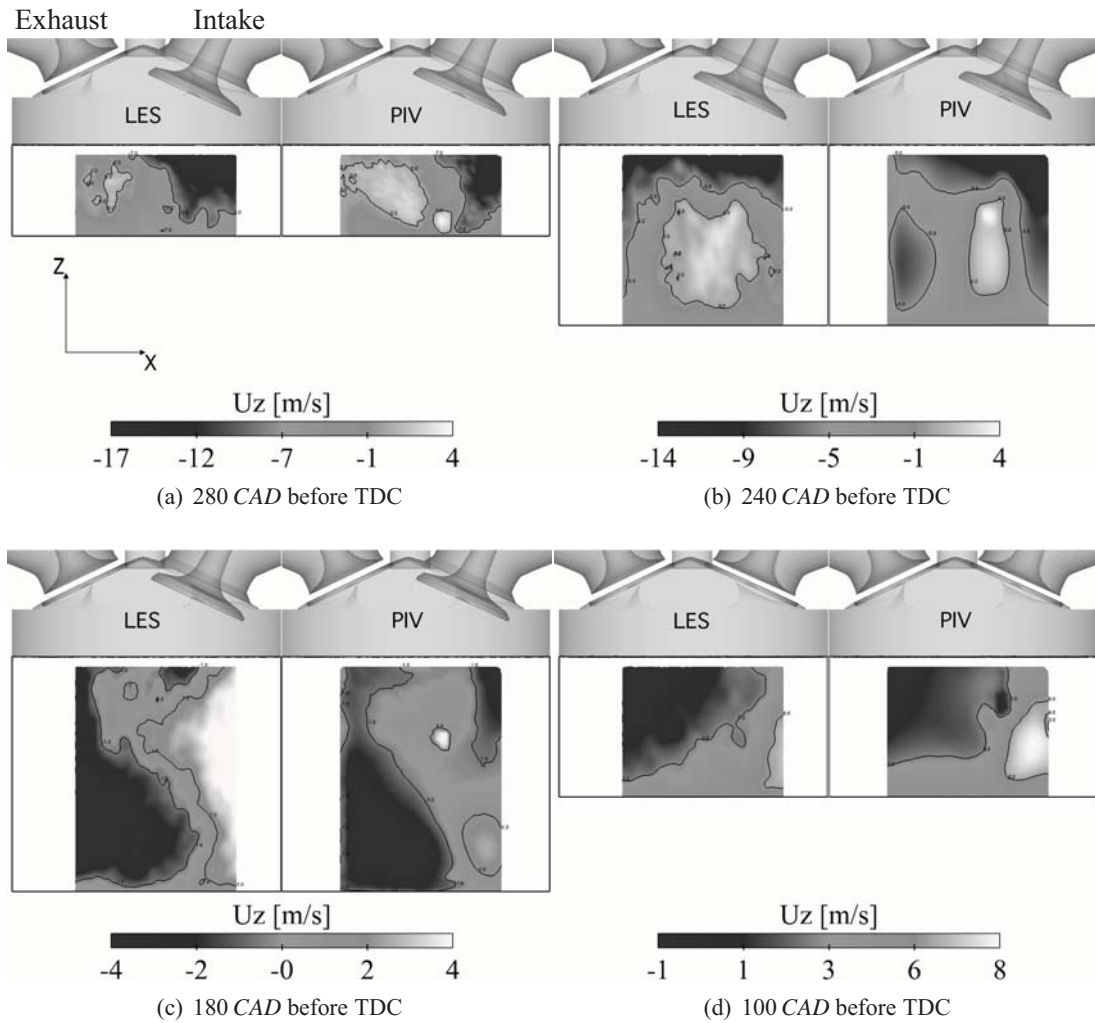 Exhaust Intake
LES PIV
LES PIV
Z
X
Uz [m/s]
-17 -12 -7 -1 4
(a) 280 CAD before TDC
Uz [m/s]
-14 -9 -5 -1 4
(b) 240 CAD before TDC
LES PIV
LES PIV
Uz [m/s]
-4 -2 -0 2 4
(c) 180 CAD before TDC
Uz [m/s]
-1 1 3 6 8
(d) 100 CAD before TDC